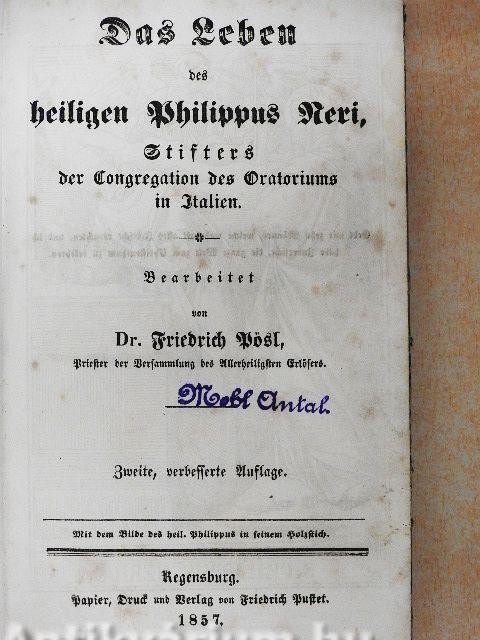 Das Leben
des
heiligen Philippus Neri,
Stifters
der Congregation des Oratoriums
in Italien.
Bearbeitet
von
Dr. Friedrich Pösl,
Priester der Versammlung des Allerheiligsten Erlösers.
Mebl Antal.
Zweite, verbesserte Auflage.
Mit dem Bilde des heil. Philippus in seinem Holzstich.
Regensburg.
Papier, Druck und Verlag von Friedrich Pustet.
1857.